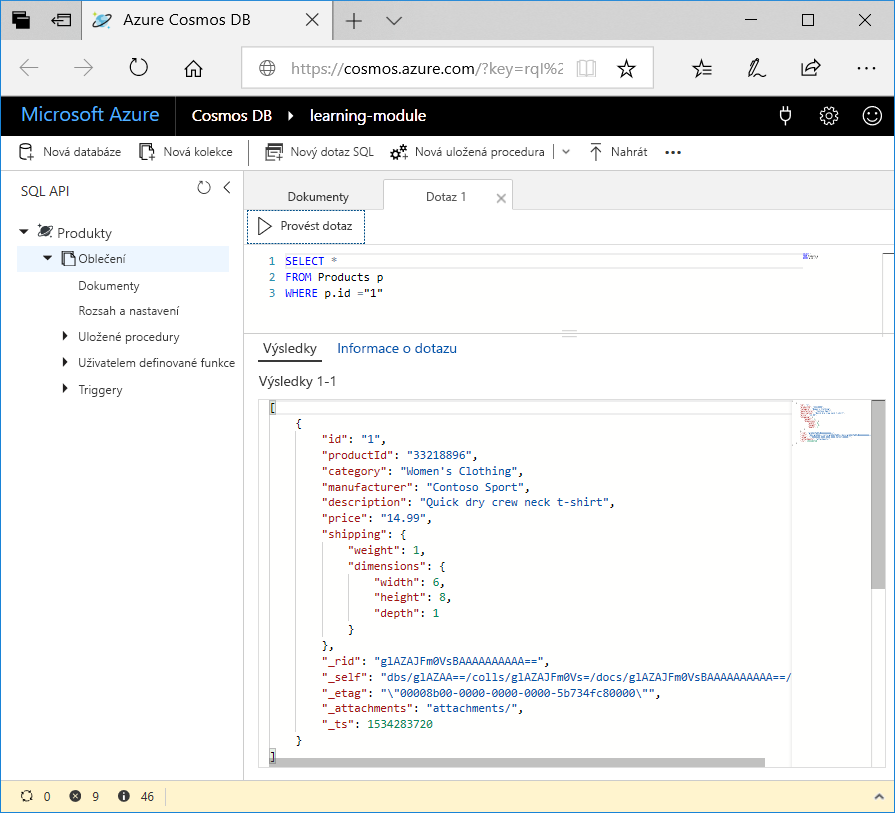 Azure Cosmos DB
https://cosmos.azure.com/?key=rql%2
Microsoft Azure Cosmos DB learning-module
Nová databáze Nová kolekce Nový dotaz SQL Nová uložená procedura Nahrát
SQL API
Dokumenty Dotaz 1
Provést dotaz
Produkty
Oblečení
Dokumenty
Rozsah a nastavení
Uložené procedury
Uživatelem definované funkce
Triggery
1 SELECT *
2 FROM Products p
3 WHERE p.id ="1"
Výsledky Informace o dotazu
Výsledky 1-1
[
{
"id": "1",
"productId": "33218896",
"category": "Women's Clothing",
"manufacturer": "Contoso Sport",
"description": "Quick dry crew neck t-shirt",
"price": "14.99",
"shipping": {
"weight": 1,
"dimensions": {
"width": 6,
"height": 8,
"depth": 1
}
},
"_rid": "glAZAJFm0VsBAAAAAAAAAA==",
"_self": "dbs/glAZAA==/colls/glAZAJFm0Vs=/docs/glAZAJFm0VsBAAAAAAAAAA==/
"_etag": "\"00008b00-0000-0000-0000-5b734fc80000\"",
"_attachments": "attachments/",
"_ts": 1534283720
}
]
0 9 46